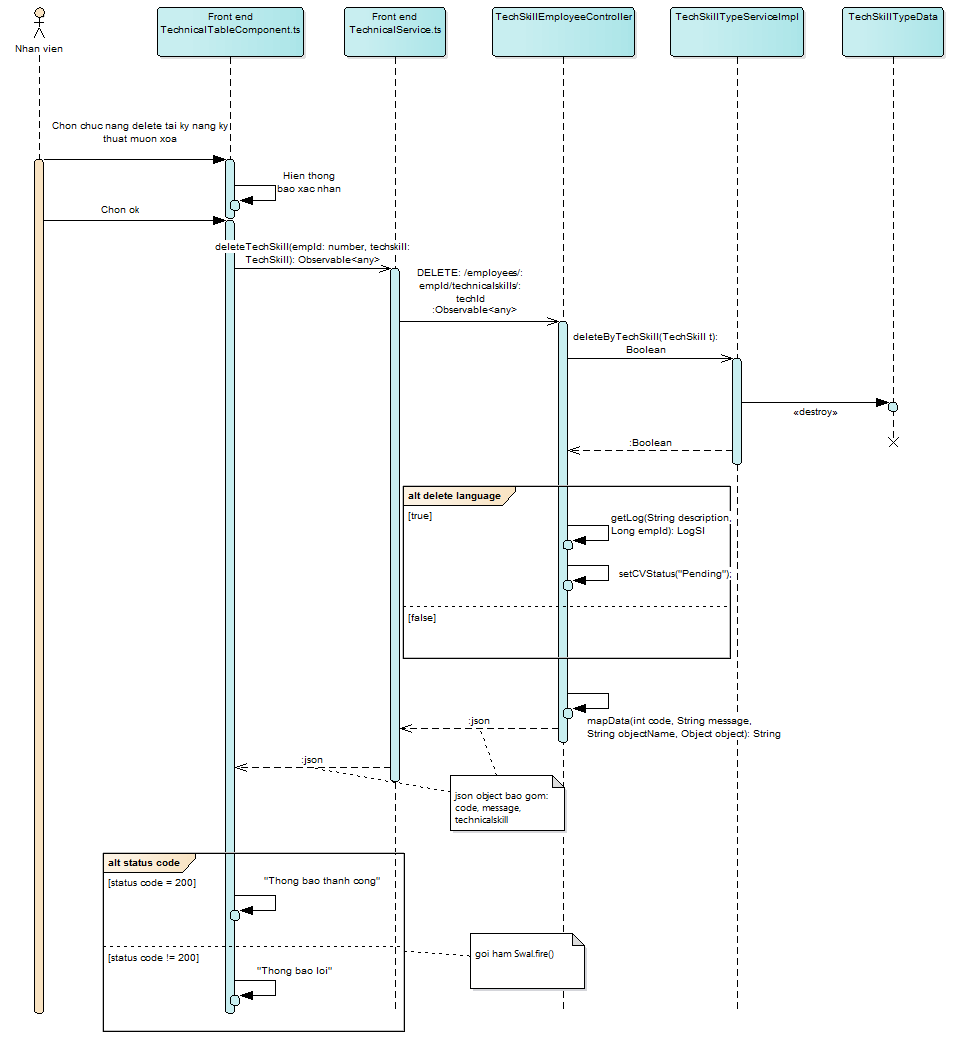 Front end
TechnicalTableComponent.ts
Front end
TechnicalService.ts
TechSkillEmployeeController
TechSkillTypeServiceImpl
TechSkillTypeData
Nhan vien
Chon chuc nang delete tai ky nang ky
thuat muon xoa
Hien thong
bao xac nhan
Chon ok
deleteTechSkill(empId: number, techskill:
TechSkill): Observable<any>
DELETE: /employees/:
empId/technicalskills/:
techId
:Observable<any>
deleteByTechSkill(TechSkill t):
Boolean
«destroy»
:Boolean
alt delete language
[true]
getLog(String description,
Long empId): LogSI
setCVStatus("Pending");
[false]
mapData(int code, String message,
String objectName, Object object): String
:json
:json
json object bao gom:
code, message,
technicalskill
alt status code
[status code = 200]
"Thong bao thanh cong"
[status code != 200]
goi ham Swal.fire()
"Thong bao loi"